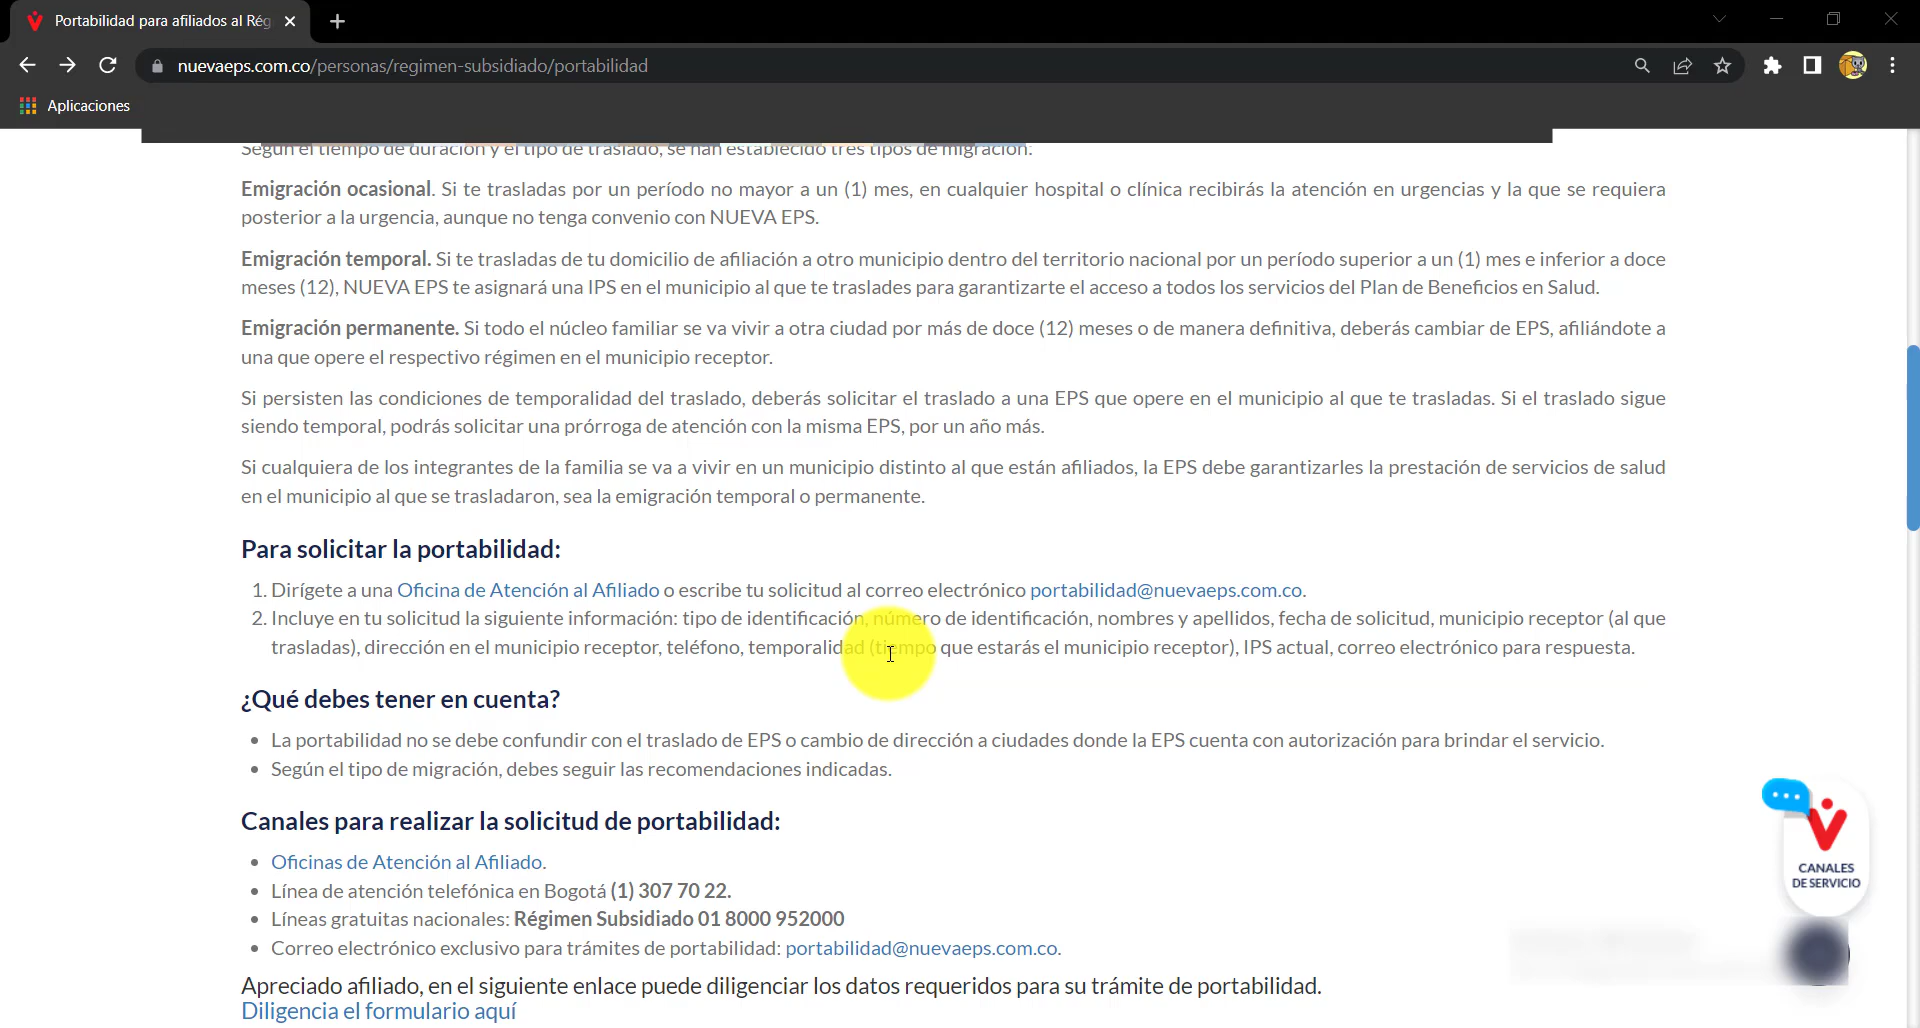 Portabilidad para afiliados al Rég
nuevaeps.com.co/personas/regimen-subsidiado/portabilidad
Aplicaciones
Según el tiempo de duración y el tipo de traslado, se han establecido tres tipos de migración:
Emigración ocasional. Si te trasladas por un período no mayor a un (1) mes, en cualquier hospital o clínica recibirás la atención en urgencias y la que se requiera
posterior a la urgencia, aunque no tenga convenio con NUEVA EPS.
Emigración temporal. Si te trasladas de tu domicilio de afiliación a otro municipio dentro del territorio nacional por un período superior a un (1) mes e inferior a doce
meses (12), NUEVA EPS te asignará una IPS en el municipio al que te traslades para garantizarte el acceso a todos los servicios del Plan de Beneficios en Salud.
Emigración permanente. Si todo el núcleo familiar se va vivir a otra ciudad por más de doce (12) meses o de manera definitiva, deberás cambiar de EPS, afiliándote a
una que opere el respectivo régimen en el municipio receptor.
Si persisten las condiciones de temporalidad del traslado, deberás solicitar el traslado a una EPS que opere en el municipio al que te trasladas. Si el traslado sigue
siendo temporal, podrás solicitar una prórroga de atención con la misma EPS, por un año más.
Si cualquiera de los integrantes de la familia se va a vivir en un municipio distinto al que están afiliados, la EPS debe garantizarles la prestación de servicios de salud
en el municipio al que se trasladaron, sea la emigración temporal o permanente.
Para solicitar la portabilidad:
1. Dirígete a una Oficina de Atención al Afiliado o escribe tu solicitud al correo electrónico portabilidad@nuevaeps.com.co.
2. Incluye en tu solicitud la siguiente información: tipo de identificación, número de identificación, nombres y apellidos, fecha de solicitud, municipio receptor (al que
trasladas), dirección en el municipio receptor, teléfono, temporalidad (tiempo que estarás el municipio receptor), IPS actual, correo electrónico para respuesta.
¿Qué debes tener en cuenta?
• La portabilidad no se debe confundir con el traslado de EPS o cambio de dirección a ciudades donde la EPS cuenta con autorización para brindar el servicio.
• Según el tipo de migración, debes seguir las recomendaciones indicadas.
Canales para realizar la solicitud de portabilidad:
• Oficinas de Atención al Afiliado.
• Línea de atención telefónica en Bogotá (1) 307 70 22.
• Líneas gratuitas nacionales: Régimen Subsidiado 01 8000 952000
• Correo electrónico exclusivo para trámites de portabilidad: portabilidad@nuevaeps.com.co.
Apreciado afiliado, en el siguiente enlace puede diligenciar los datos requeridos para su trámite de portabilidad.
Diligencia el formulario aquí
CANALES
DE SERVICIO